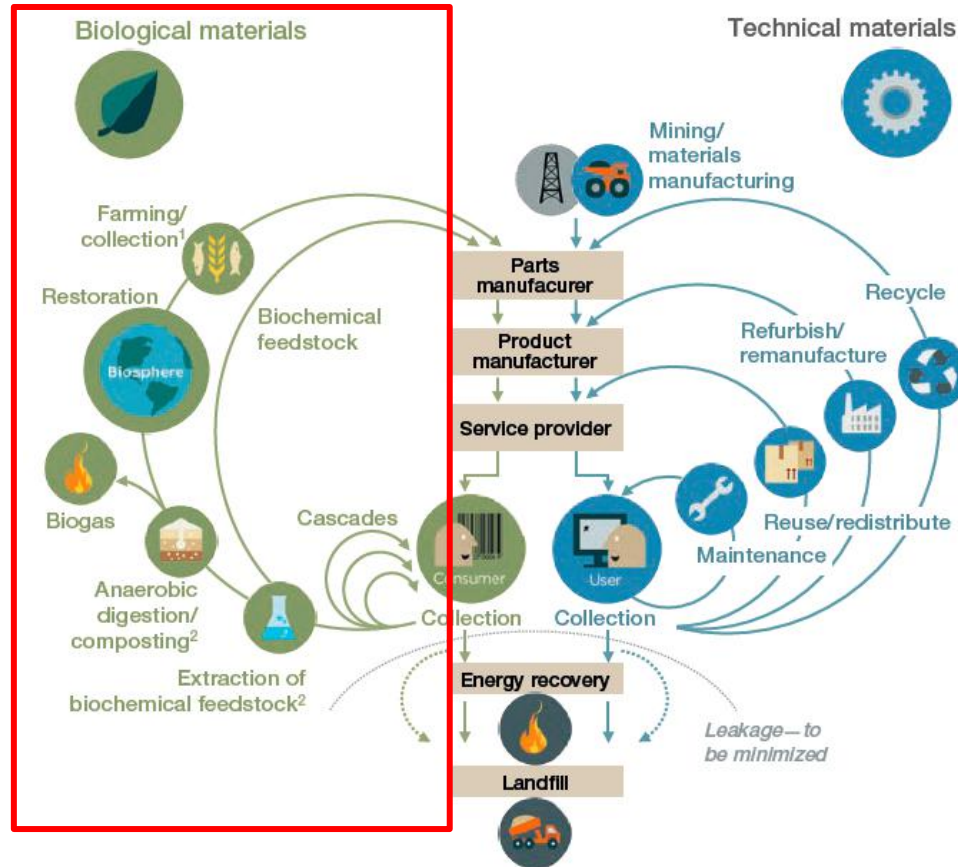 Biological materials
Technical materials
Mining/
materials
manufacturing
Farming/
collection1
Parts
manufacurer
Restoration
Recycle
Biochemical
feedstock
Refurbish/
remanufacture
Product
manufacturer
Biosphere
Service provider
Biogas
Cascades
Consumer
User
Reuse/redistribute
Maintenance
Anaerobic
digestion/
composting2
Collection
Collection
Extraction of
biochemical feedstock2
Energy recovery
Leakage—to
be minimized
Landfill